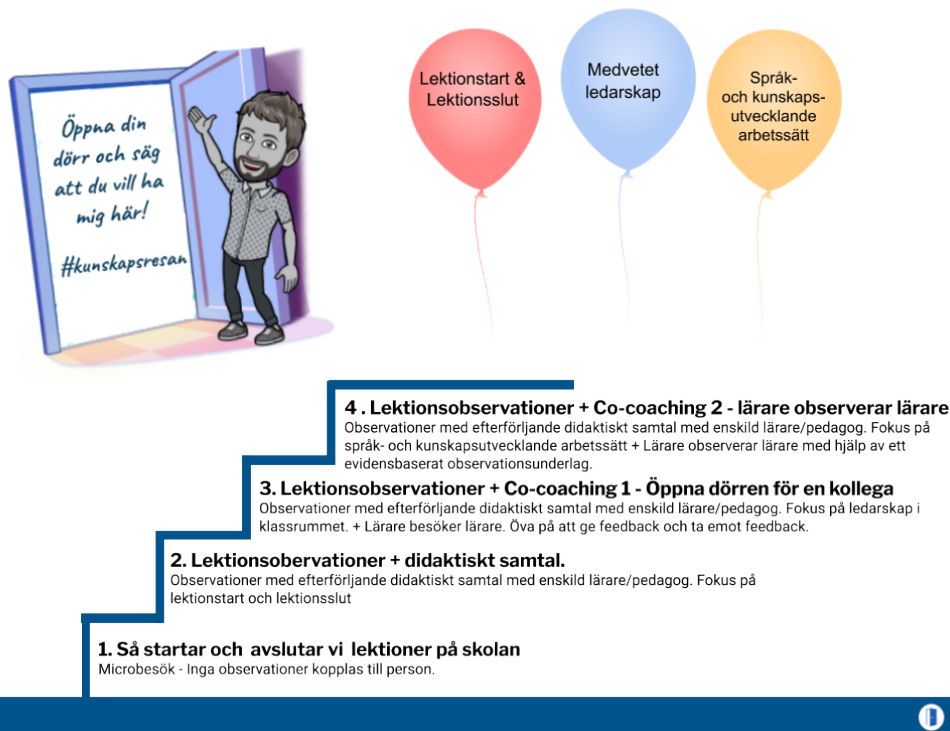 Öppna din
dörr och säg
att du vill ha
mig här!
#kunskapsresan
Lektionstart &
Lektionsslut
Medvetet
ledarskap
Språk-
och kunskaps-
utvecklande
arbetssätt
4 . Lektionsobservationer + Co-coaching 2 - lärare observerar lärare
Observationer med efterförljande didaktiskt samtal med enskild lärare/pedagog. Fokus på
språk- och kunskapsutvecklande arbetssätt + Lärare observerar lärare med hjälp av ett
evidensbaserat observationsunderlag.
3. Lektionsobservationer + Co-coaching 1 - Öppna dörren för en kollega
Observationer med efterförljande didaktiskt samtal med enskild lärare/pedagog. Fokus på ledarskap i
klassrummet. + Lärare besöker lärare. Öva på att ge feedback och ta emot feedback.
2. Lektionsobervationer + didaktiskt samtal.
Observationer med efterförljande didaktiskt samtal med enskild lärare/pedagog. Fokus på
lektionstart och lektionsslut
1. Så startar och avslutar vi lektioner på skolan
Microbesök - Inga observationer kopplas till person.